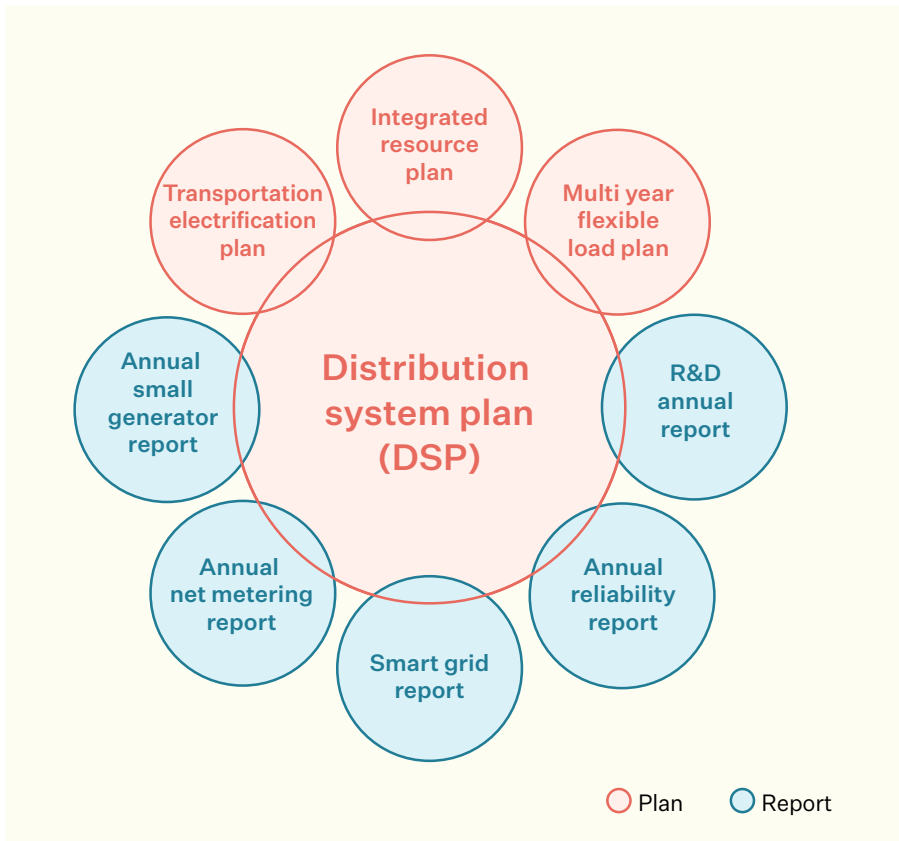 Integrated
resource
plan
Transportation
electrification
plan
Multi year
flexible
load plan
Annual
small
generator
report
Distribution
system plan
(DSP)
R&D
annual
report
Annual
net metering
report
Annual
reliability
report
Smart grid
report
Plan
Report